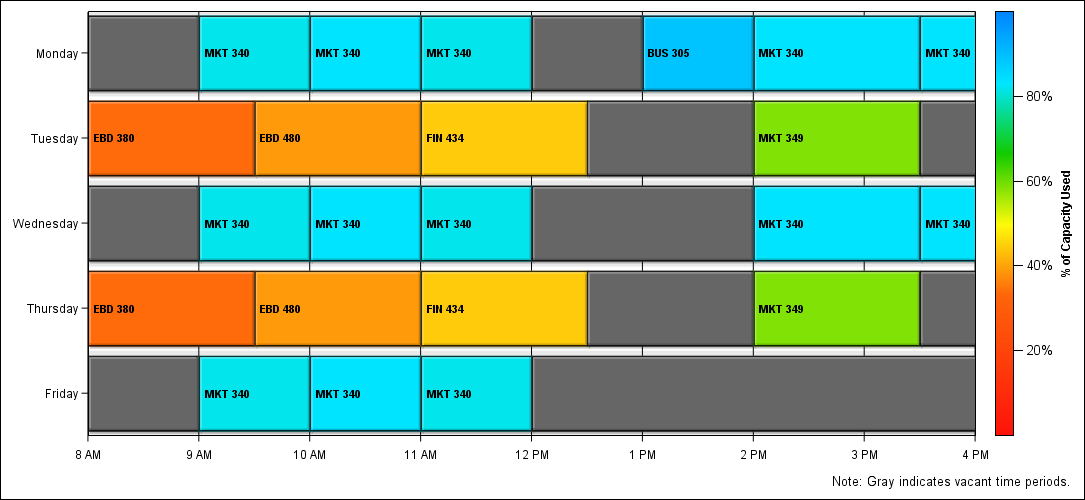 Monday
MKT 340
MKT 340
MKT 340
BUS 305
MKT 340
MKT 340
Tuesday
EBD 380
EBD 480
FIN 434
MKT 349
Wednesday
MKT 340
MKT 340
MKT 340
MKT 340
MKT 340
Thursday
EBD 380
EBD 480
FIN 434
MKT 349
Friday
MKT 340
MKT 340
MKT 340
8 AM
9 AM
10 AM
11 AM
12 PM
1 PM
2 PM
3 PM
4 PM
80%
60%
40%
20%
% of Capacity Used
Note: Gray indicates vacant time periods.